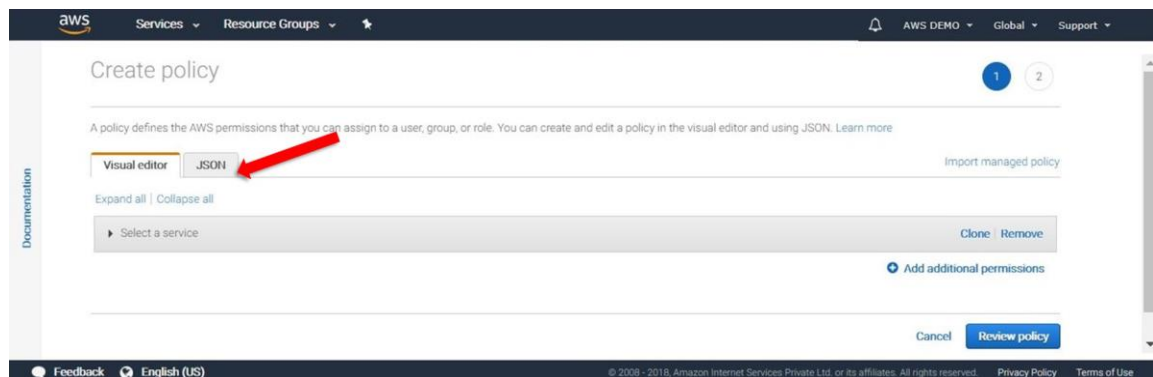 aws Services Resource Groups AWS DEMO Global Support
Create policy 1 2
A policy defines the AWS permissions that you can assign to a user, group, or role. You can create and edit a policy in the visual editor and using JSON. Learn more
Visual editor JSON Import managed policy
Expand all | Collapse all
Documentation
Select a service Clone | Remove
Add additional permissions
Cancel Review policy
Feedback English (US) © 2008 - 2018, Amazon Internet Services Private Ltd. or its affiliates. All rights reserved. Privacy Policy Terms of Use